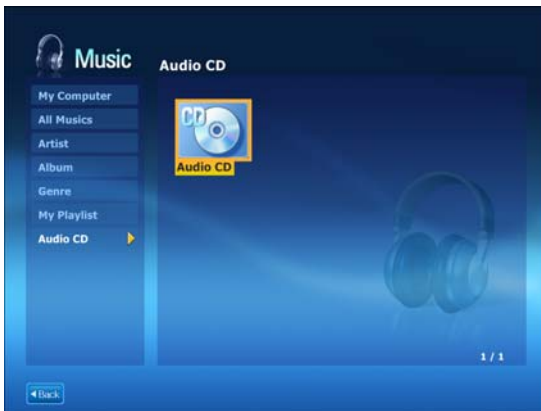 Music
Audio CD
My Computer
All Musics
Artist
Album
Genre
My Playlist
Audio CD
CD
Audio CD
1 / 1
Back